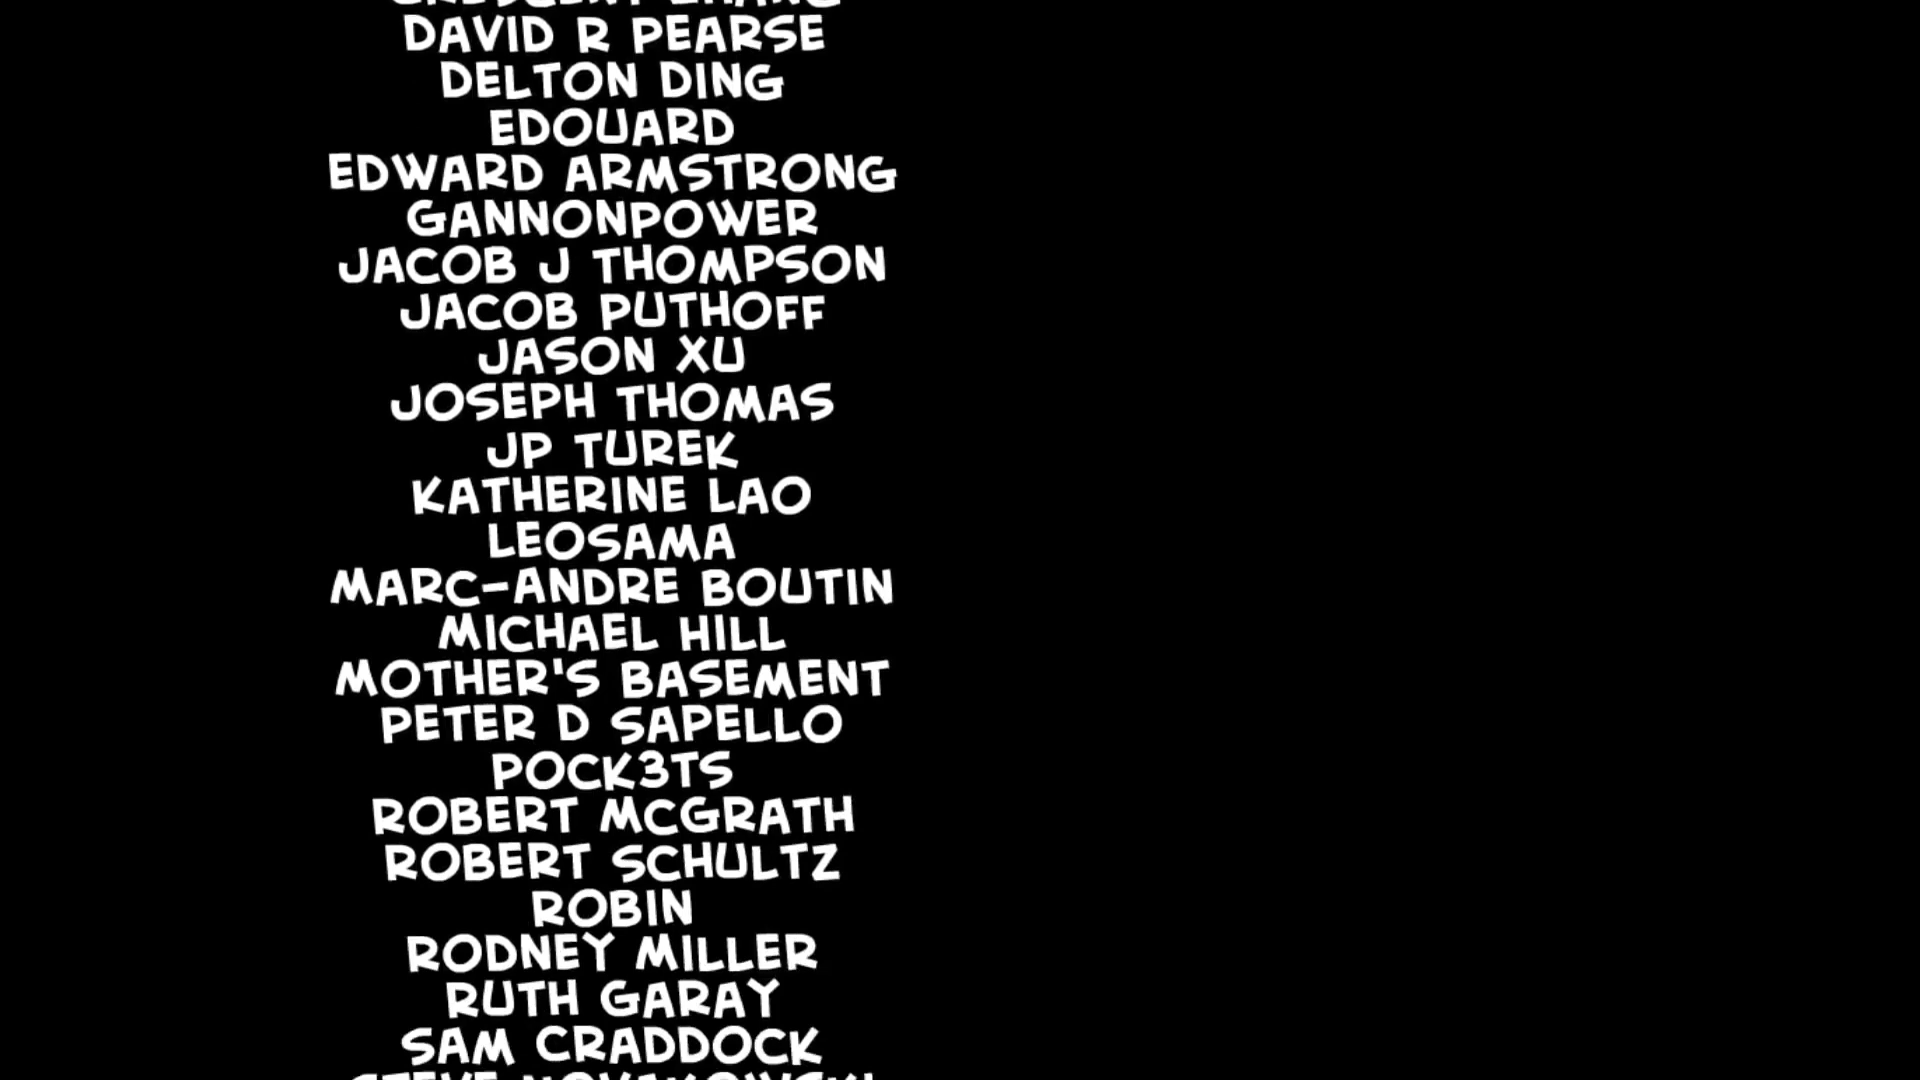 DAVID R PEARSE
DELTON DING
EDOUARD
EDWARD ARMSTRONG
GANNONPOWER
JACOB J THOMPSON
JACOB PUTHOFF
JASON XU
JOSEPH THOMAS
JP TUREK
KATHERINE LAO
LEOSAMA
MARC-ANDRE BOUTIN
MICHAEL HILL
MOTHER'S BASEMENT
PETER D SAPELLO
POCK3TS
ROBERT MCGRATH
ROBERT SCHULTZ
ROBIN
RODNEY MILLER
RUTH GARAY
SAM CRADDOCK